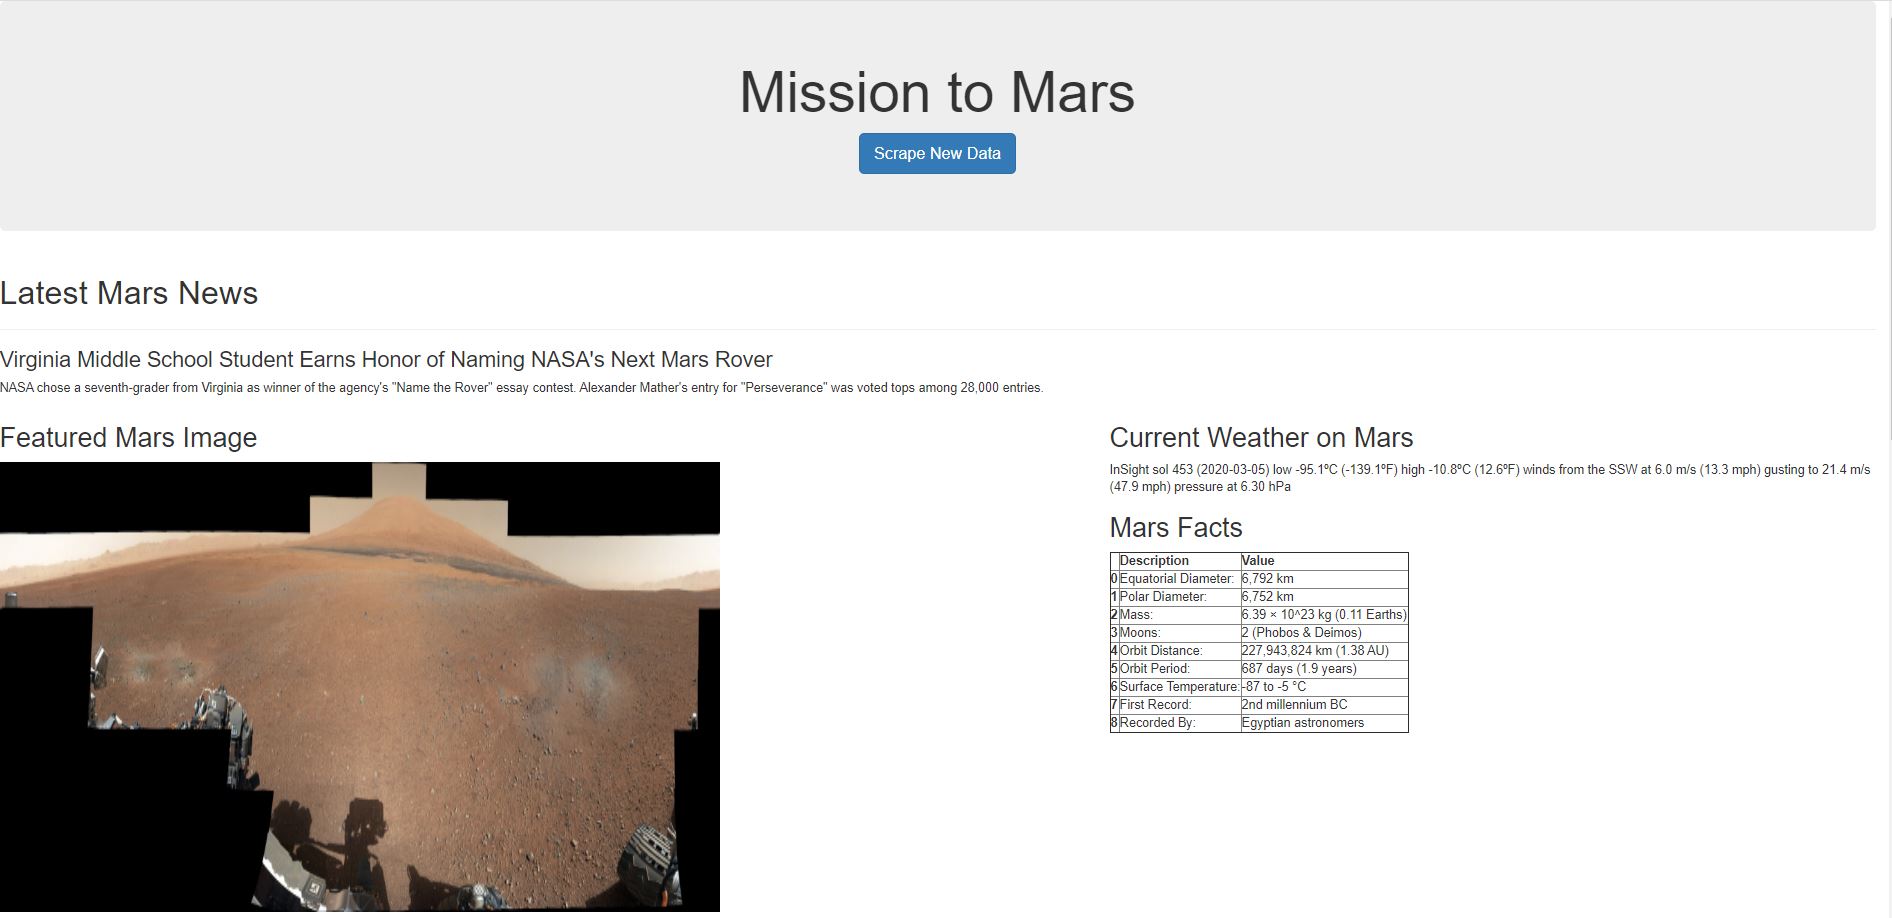 Mission to Mars
Scrape New Data
Latest Mars News
Virginia Middle School Student Earns Honor of Naming NASA's Next Mars Rover
NASA chose a seventh-grader from Virginia as winner of the agency's "Name the Rover" essay contest. Alexander Mather's entry for "Perseverance" was voted tops among 28,000 entries.
Featured Mars Image
Current Weather on Mars
InSight sol 453 (2020-03-05) low -95.1ºC (-139.1ºF) high -10.8ºC (12.6ºF) winds from the SSW at 6.0 m/s (13.3 mph) gusting to 21.4 m/s
(47.9 mph) pressure at 6.30 hPa
Mars Facts
Description Value
0 Equatorial Diameter: 6,792 km
1 Polar Diameter: 6,752 km
2 Mass: 6.39 × 10^23 kg (0.11 Earths)
3 Moons: 2 (Phobos & Deimos)
4 Orbit Distance: 227,943,824 km (1.38 AU)
5 Orbit Period: 687 days (1.9 years)
6 Surface Temperature: -87 to -5 °C
7 First Record: 2nd millennium BC
8 Recorded By: Egyptian astronomers